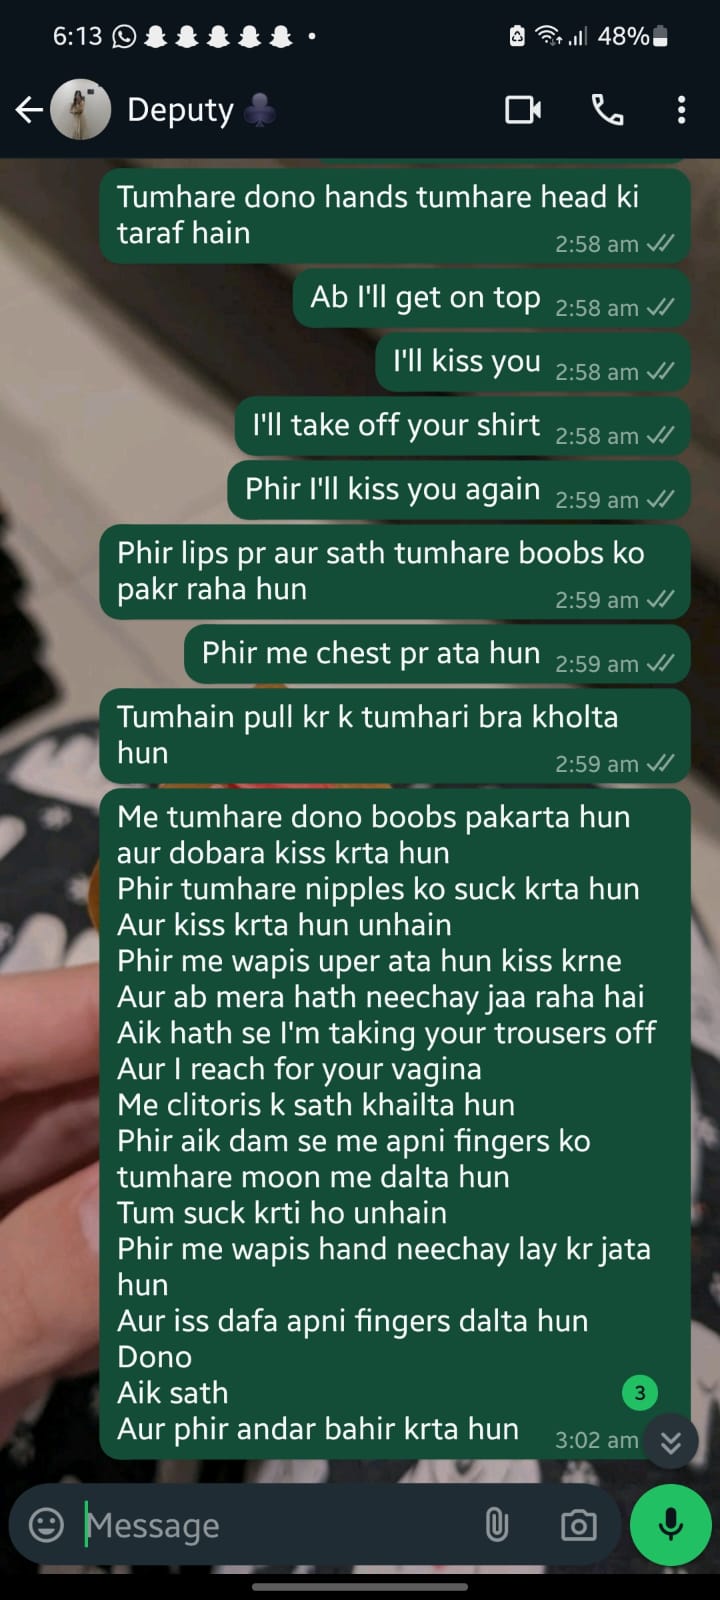 6:13
48%
Deputy
Tumhare dono hands tumhare head ki
taraf hain
2:58 am
Ab I'll get on top
2:58 am
I'll kiss you
2:58 am
I'll take off your shirt
2:58 am
Phir I'll kiss you again
2:59 am
Phir lips pr aur sath tumhare boobs ko
pakr raha hun
2:59 am
Phir me chest pr ata hun
2:59 am
Tumhain pull kr k tumhari bra kholta
hun
2:59 am
Me tumhare dono boobs pakarta hun
aur dobara kiss krta hun
Phir tumhare nipples ko suck krta hun
Aur kiss krta hun unhain
Phir me wapis uper ata hun kiss krne
Aur ab mera hath neechay jaa raha hai
Aik hath se I'm taking your trousers off
Aur I reach for your vagina
Me clitoris k sath khailta hun
Phir aik dam se me apni fingers ko
tumhare moon me dalta hun
Tum suck krti ho unhain
Phir me wapis hand neechay lay kr jata
hun
Aur iss dafa apni fingers dalta hun
Dono
Aik sath
Aur phir andar bahir krta hun
3:02 am
3
Message